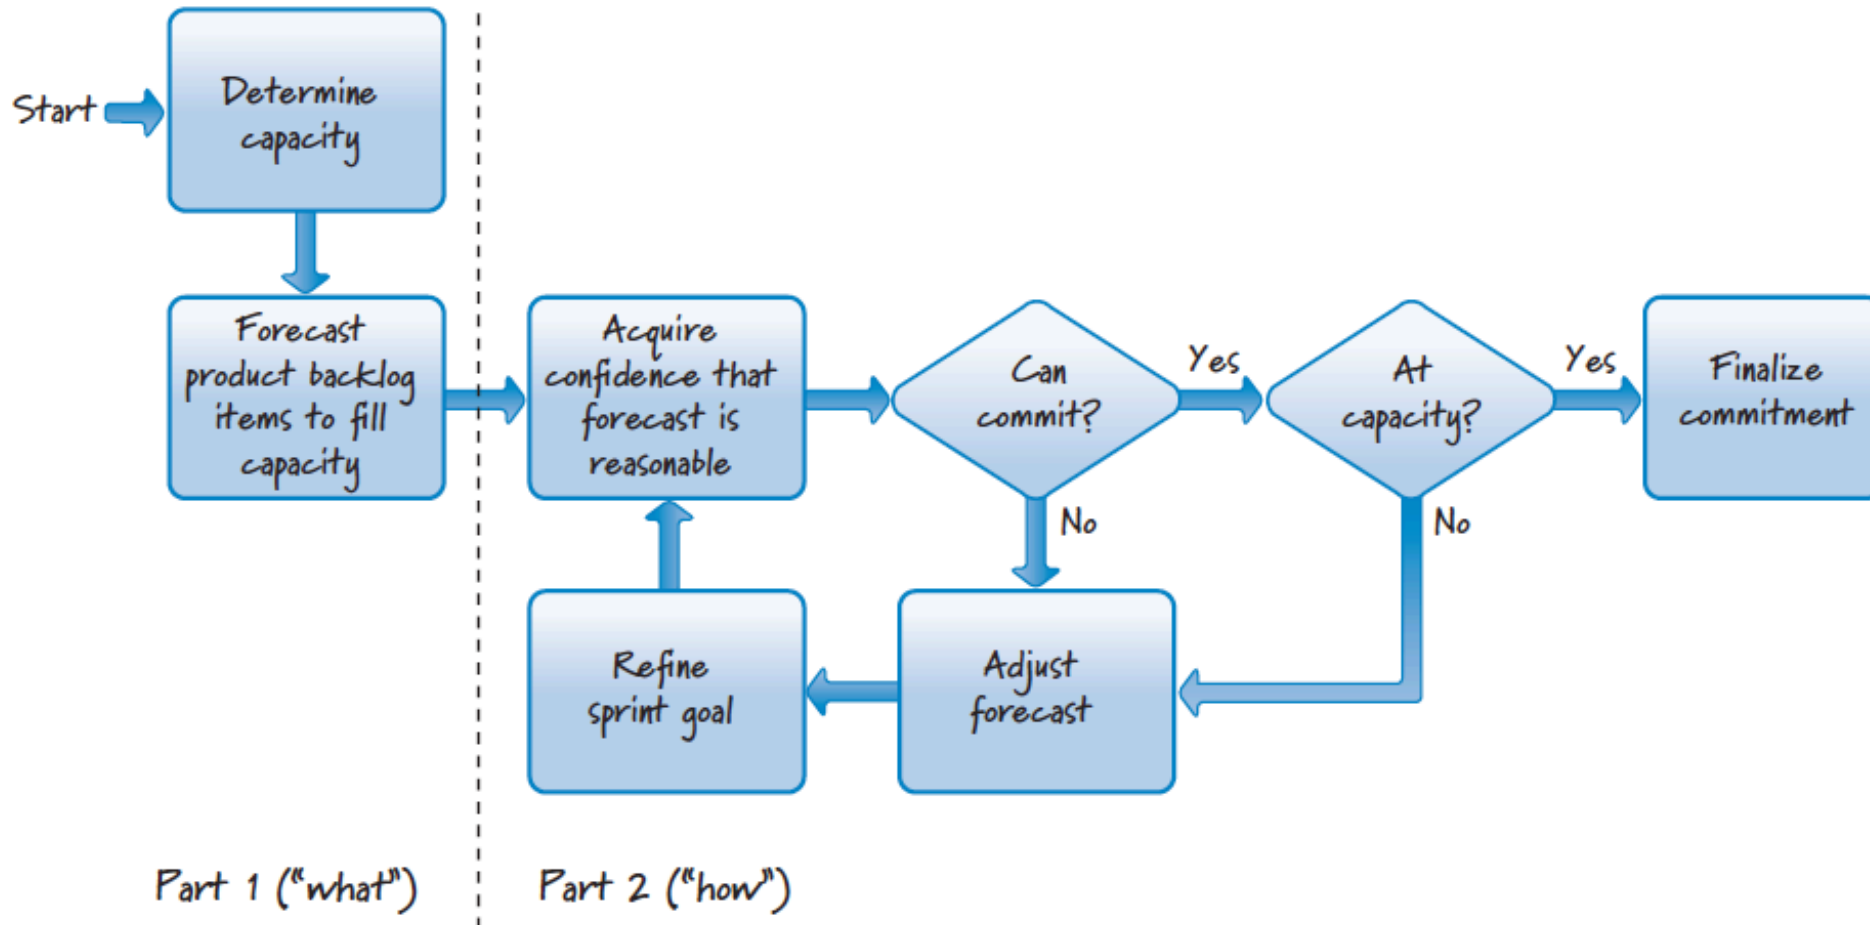 Start
Determine
capacity
Forecast
product backlog
items to fill
capacity
Acquire
confidence that
forecast is
reasonable
Can
commit?
Yes
At
capacity?
Yes
Finalize
commitment
No
No
Refine
sprint goal
Adjust
forecast
Part 1 ("what")
Part 2 ("how")